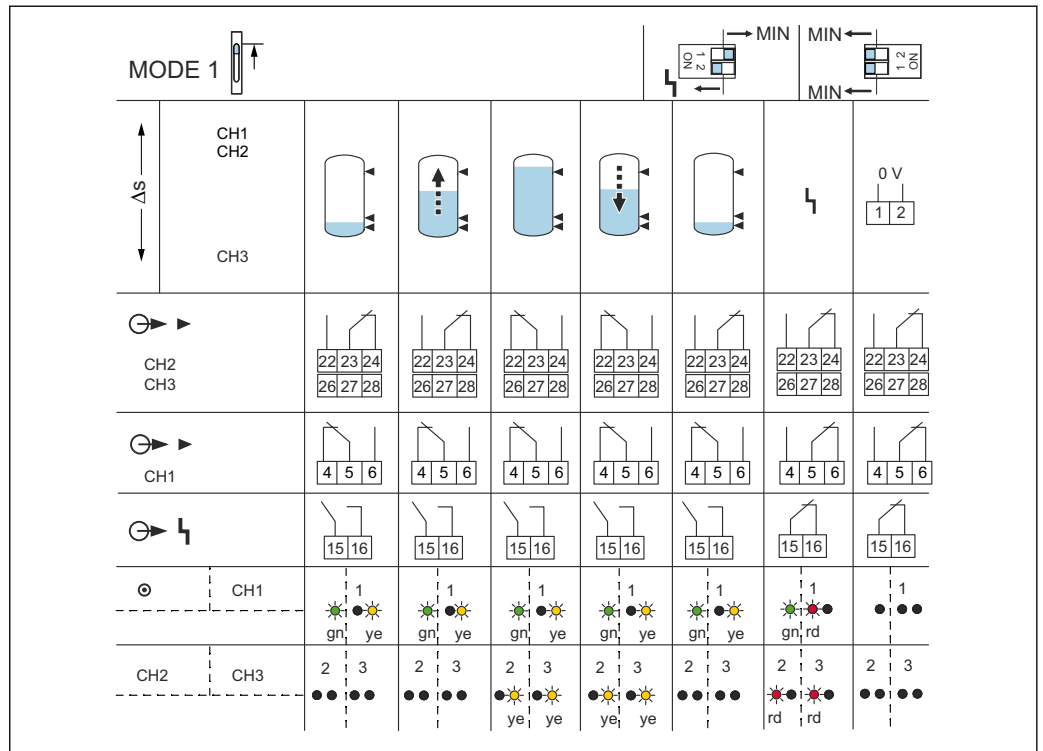 MIN
MIN
MODE 1
ON
1 2
1 2
ON
MIN
CH1
CH2
Δs
0 V
1 2
CH3
22 23 24 22 23 24 22 23 24 22 23 24 22 23 24 22 23 24 22 23 24
CH2
CH3
26 27 28 26 27 28 26 27 28 26 27 28 26 27 28 26 27 28 26 27 28
CH1
4 5 6 4 5 6 4 5 6 4 5 6 4 5 6 4 5 6 4 5 6
15 16 15 16 15 16 15 16 15 16 15 16 15 16
CH1 1 1 1 1 1 1 1
gn ye gn ye gn ye gn ye gn ye gn rd
CH2 CH3 2 3 2 3 2 3 2 3 2 3 2 3 2 3
ye ye ye ye rd rd